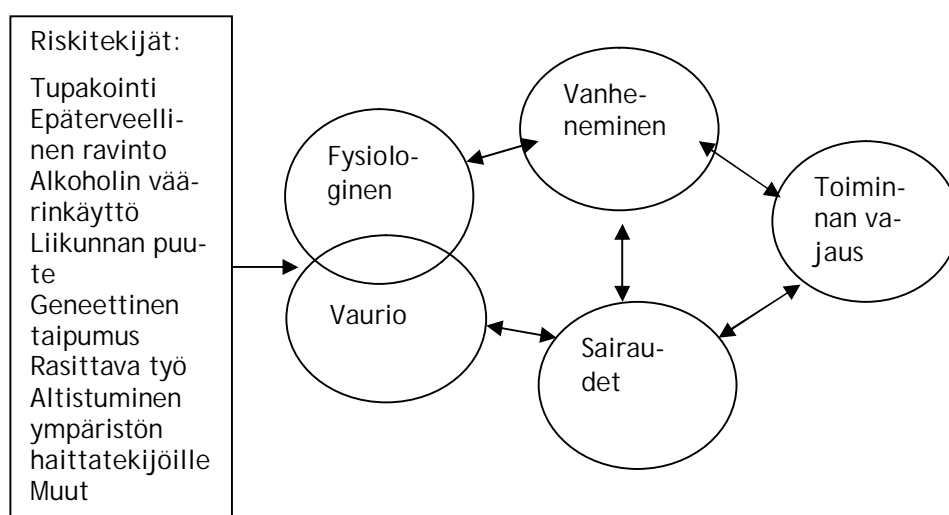 Riskitekijät:
Tupakointi
Epäterveelli-
nen ravinto
Alkoholin vää-
rinkäyttö
Liikunnan puu-
te
Geneettinen
taipumus
Rasittava työ
Altistuminen
ympäristön
haittatekijöille
Muut
Fysiolo-
ginen
Vaurio
Vanhe-
neminen
Sairau-
det
Toimin-
nan va-
jaus